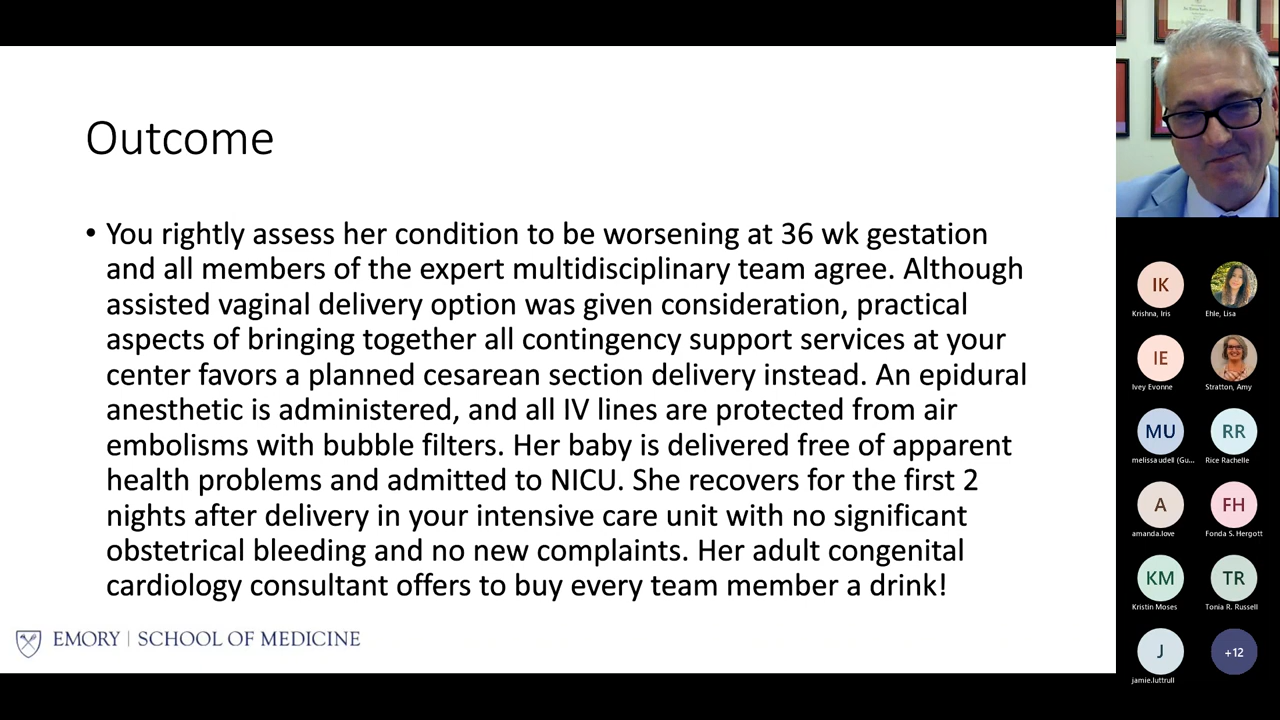 Outcome
• You rightly assess her condition to be worsening at 36 wk gestation
and all members of the expert multidisciplinary team agree. Although
assisted vaginal delivery option was given consideration, practical
aspects of bringing together all contingency support services at your
center favors a planned cesarean section delivery instead. An epidural
anesthetic is administered, and all IV lines are protected from air
embolisms with bubble filters. Her baby is delivered free of apparent
health problems and admitted to NICU. She recovers for the first 2
nights after delivery in your intensive care unit with no significant
obstetrical bleeding and no new complaints. Her adult congenital
cardiology consultant offers to buy every team member a drink!
EMORY | SCHOOL OF MEDICINE
IK
Krishna, Iris
Ehle, Lisa
IE
Ivey Evonne
Stratton, Amy
MU
melissa udell (Gu...
RR
Rice Rachelle
A
amanda.love
FH
Fonda S. Hergott
KM
Kristin Moses
TR
Tonia R. Russell
J
jamie.luttrull
+12